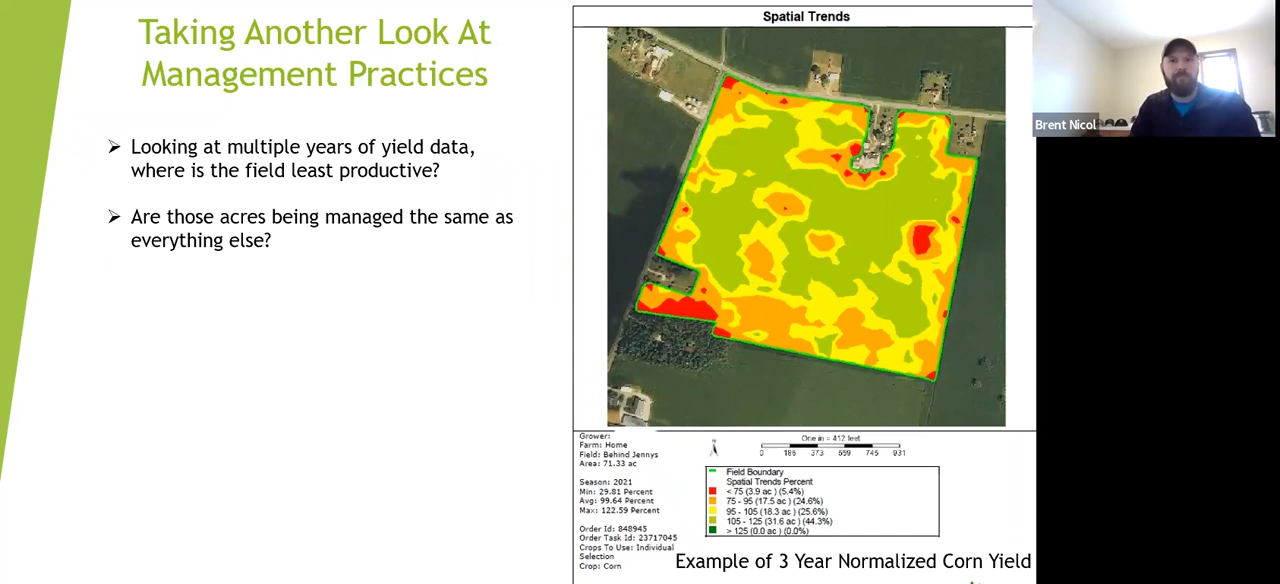 Taking Another Look At
Management Practices
Looking at multiple years of yield data,
where is the field least productive?
Are those acres being managed the same as
everything else?
Spatial Trends
Brent Nicol
Grower:
Farm: Home
Field: Behind Jennys
Area: 71.33 ac
Season: 2021
Min: 29.81 Percent
Avg: 99.64 Percent
Max: 122.59 Percent
Order Id: 848945
Order Task Id: 23717045
Crops To Use: Individual
Selection
Crop: Corn
N
One in = 412 feet
0 186 373 559 745 931
Field Boundary
Spatial Trends Percent
< 75 (3.9 ac ) (5.4%)
75 - 95 (17.5 ac ) (24.6%)
95 - 105 (18.3 ac ) (25.6%)
105 - 125 (31.6 ac ) (44.3%)
> 125 (0.0 ac ) (0.0%)
Example of 3 Year Normalized Corn Yield